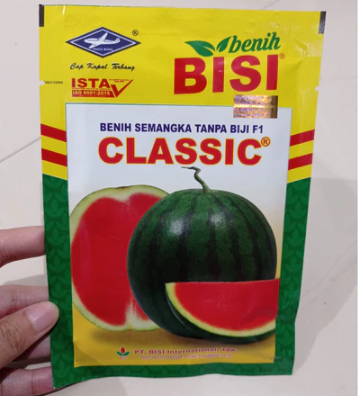 benih
BISI®
Cap Kapal Terbang
ISTA
ISO 9001:2015
BENIH SEMANGKA TANPA BIJI F1
CLASSIC®
PT. BISI International, Tbk